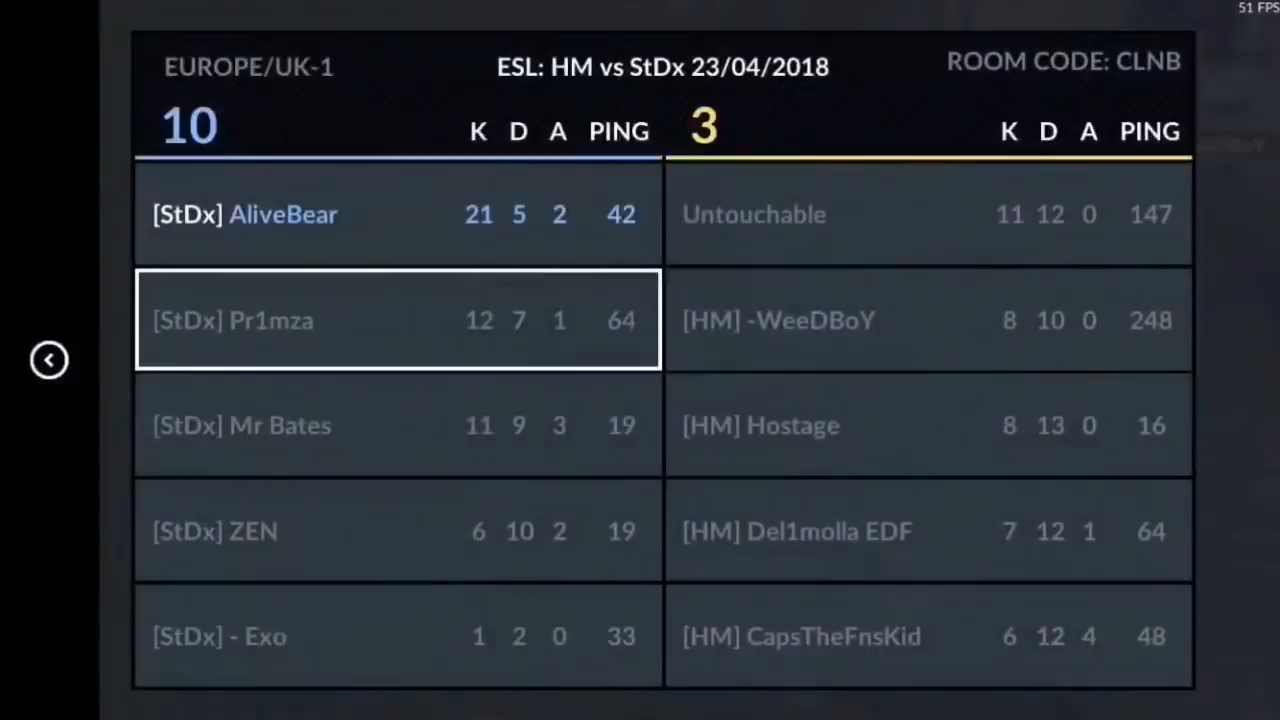 51 FPS
EUROPE/UK-1 ESL: HM vs StDx 23/04/2018 ROOM CODE: CLNB
10 K D A PING 3 K D A PING
[StDx] AliveBear 21 5 2 42 Untouchable 11 12 0 147
[StDx] Pr1mza 12 7 1 64 [HM] -WeeDBoY 8 10 0 248
[StDx] Mr Bates 11 9 3 19 [HM] Hostage 8 13 0 16
[StDx] ZEN 6 10 2 19 [HM] Del1molla EDF 7 12 1 64
[StDx] - Exo 1 2 0 33 [HM] CapsTheFnsKid 6 12 4 48